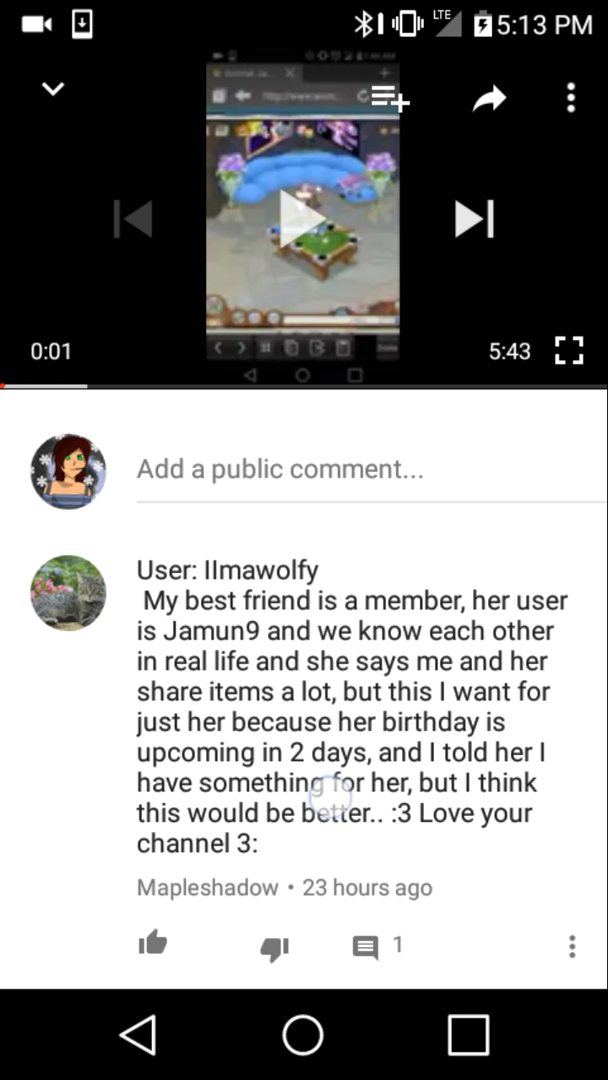 LTE
5:13 PM
0:01
5:43
Add a public comment...
User: IImawolfy
My best friend is a member, her user
is Jamun9 and we know each other
in real life and she says me and her
share items a lot, but this I want for
just her because her birthday is
upcoming in 2 days, and I told her I
have something for her, but I think
this would be better.. :3 Love your
channel 3:
Mapleshadow • 23 hours ago
1